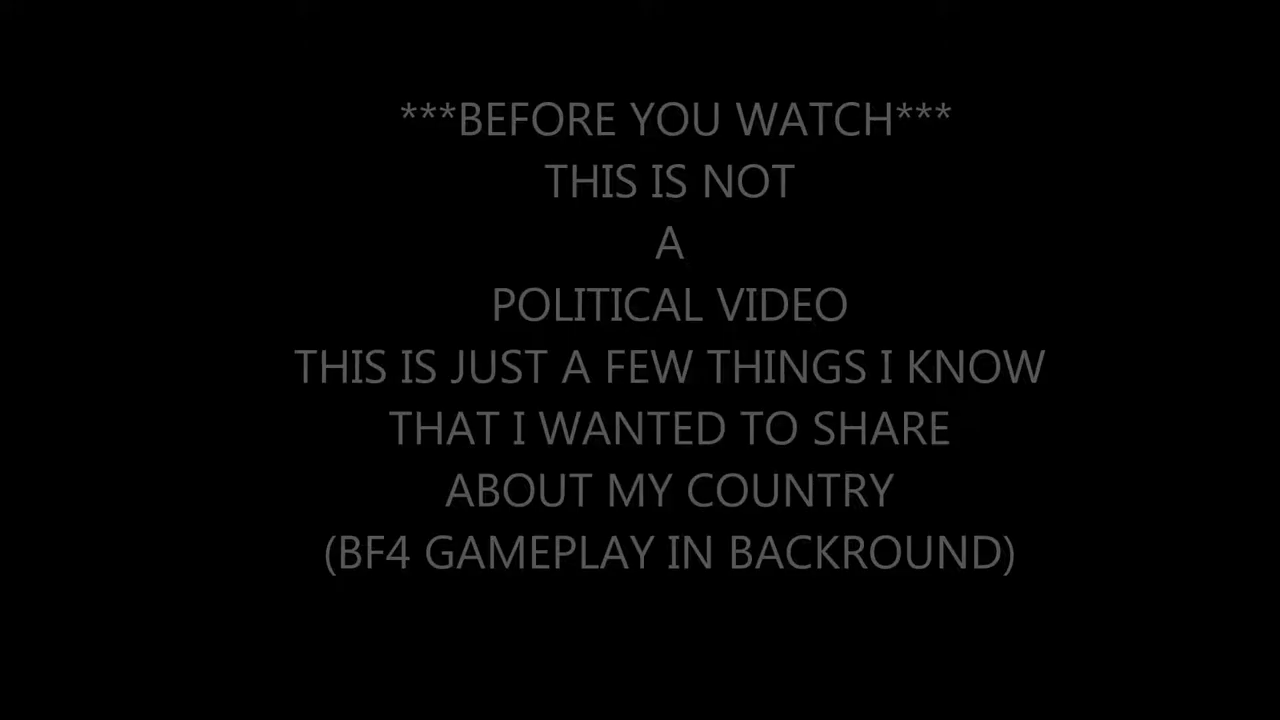 ***BEFORE YOU WATCH***
THIS IS NOT
A
POLITICAL VIDEO
THIS IS JUST A FEW THINGS I KNOW
THAT I WANTED TO SHARE
ABOUT MY COUNTRY
(BF4 GAMEPLAY IN BACKROUND)